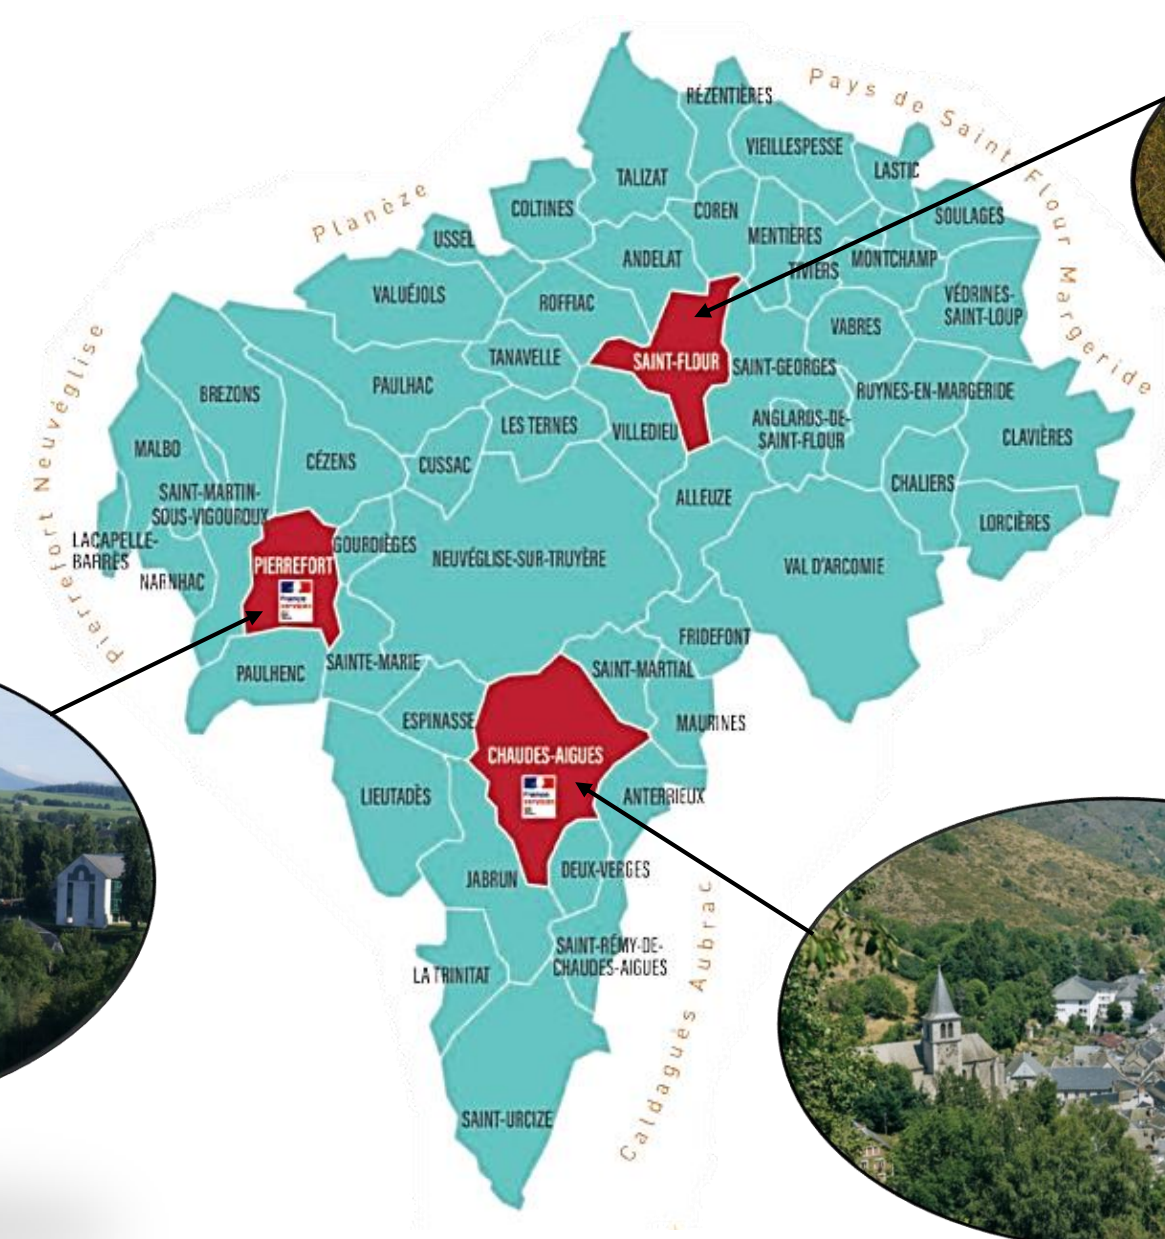 Pays de Saint-Flour Margeride
RÉZENTIÈRES
VIEILLESPESSE
LASTIC
TALIZAT
COLTINES
COREN
SOULAGES
Planèze
USSEL
MENTIÈRES
ANDELAT
TIVIERS
MONTCHAMP
VALUÉJOLS
ROFFIAC
VÉDRINES-
SAINT-LOUP
VABRES
TANAVELLE
SAINT-FLOUR
SAINT-GEORGES
Pierrefort Neuvéglise
BREZONS
PAULHAC
RUYNES-EN-MARGERIDE
LES TERNES
VILLEDIEU
ANGLARDS-DE-
SAINT-FLOUR
CLAVIÈRES
MALBO
CÉZENS
CUSSAC
CHALIERS
SAINT-MARTIN-
SOUS-VIGOUROUX
ALLEUZE
LORCIÈRES
LACAPELLE-
BARRÈS
GOURDIÈGES
NEUVÉGLISE-SUR-TRUYÈRE
VAL D'ARCOMIE
PIERREFORT
NARNHAC
France
services
FRIDEFONT
PAULHENC
SAINTE-MARIE
SAINT-MARTIAL
ESPINASSE
MAURINES
CHAUDES-AIGUES
France
services
LIEUTADÈS
ANTERRIEUX
JABRUN
DEUX-VERGES
SAINT-RÉMY-DE-
CHAUDES-AIGUES
LA TRINITAT
Caldaguès Aubrac
SAINT-URCIZE